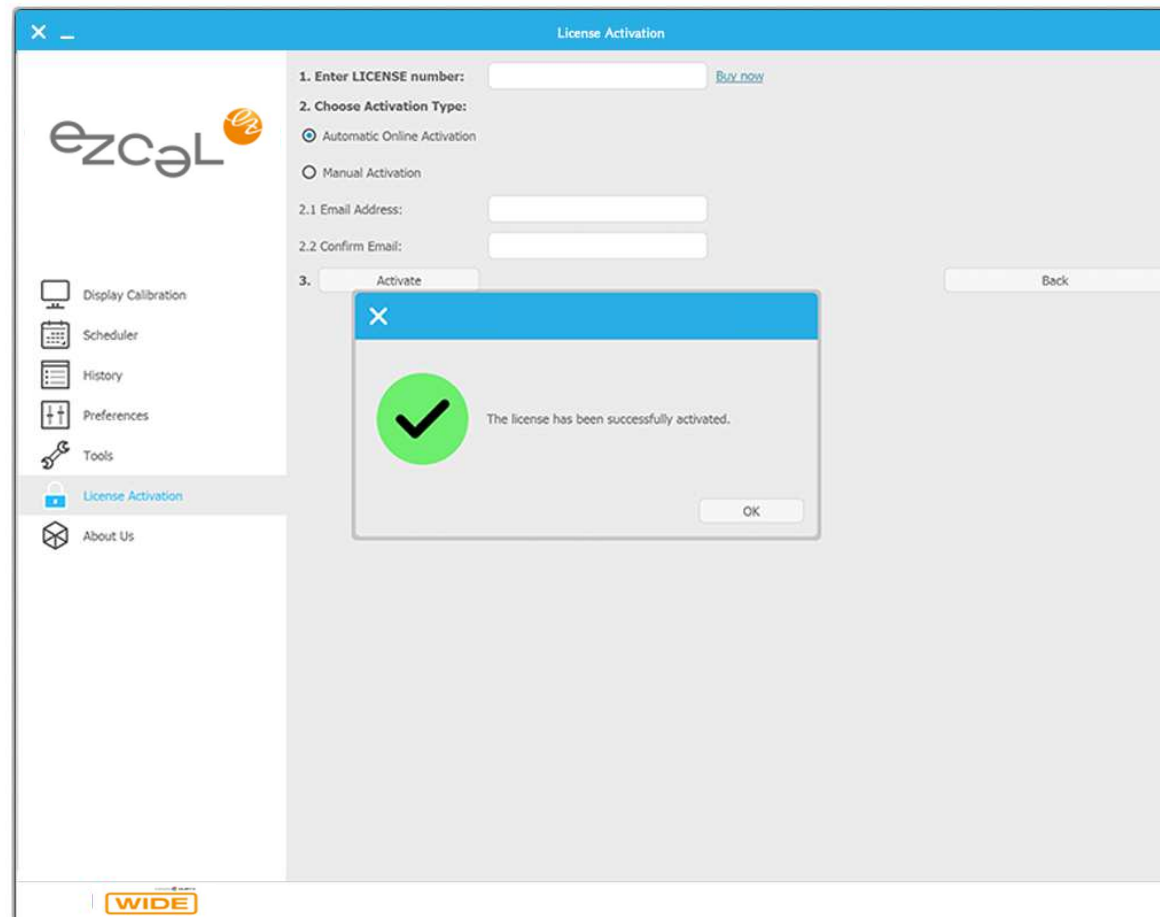 License Activation
1. Enter LICENSE number:
Buy now
2. Choose Activation Type:
Automatic Online Activation
Manual Activation
2.1 Email Address:
2.2 Confirm Email:
3. Activate
Back
ezcal
ez
Display Calibration
Scheduler
History
Preferences
Tools
License Activation
About Us
The license has been successfully activated.
OK
WIDE